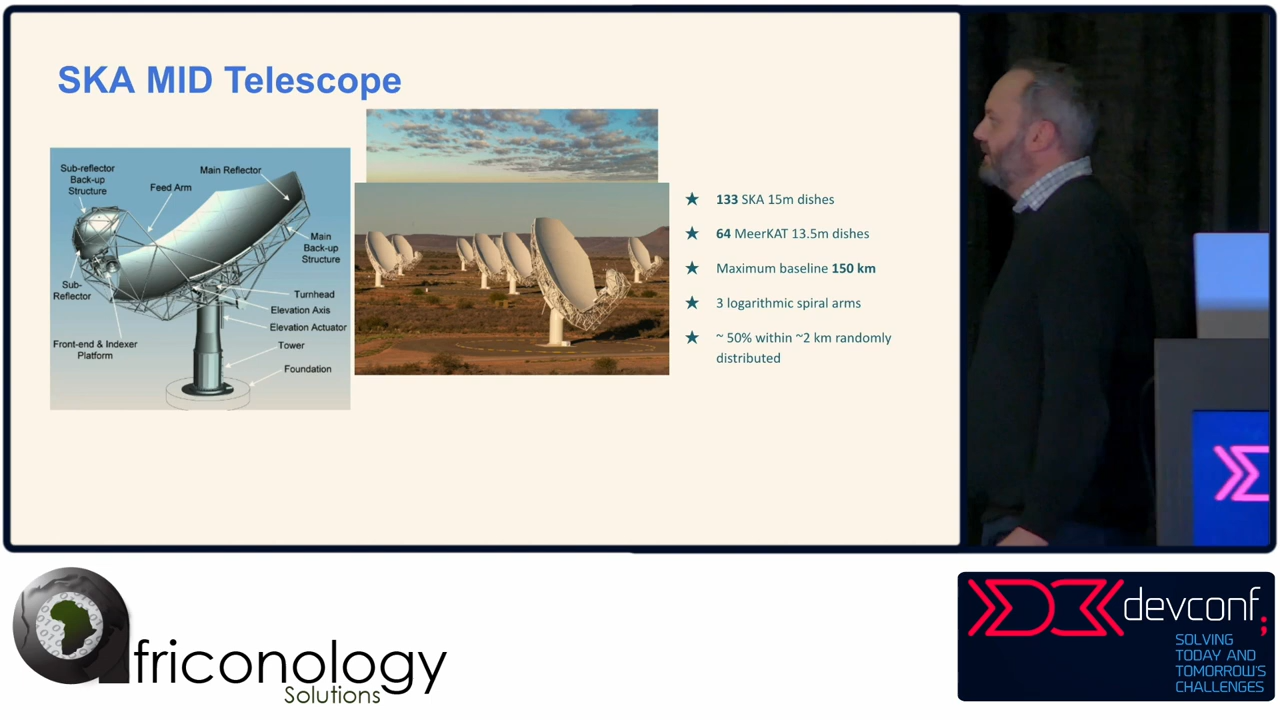 SKA MID Telescope
Sub-reflector
Back-up
Structure
Feed Arm
Main Reflector
Main
Back-up
Structure
Sub-
Reflector
Turnhead
Elevation Axis
Elevation Actuator
Front-end & Indexer
Platform
Tower
Foundation
★ 133 SKA 15m dishes
★ 64 MeerKAT 13.5m dishes
★ Maximum baseline 150 km
★ 3 logarithmic spiral arms
★ ~ 50% within ~2 km randomly
distributed
africonology
Solutions
devconf;
SOLVING
TODAY AND
TOMORROW'S
CHALLENGES